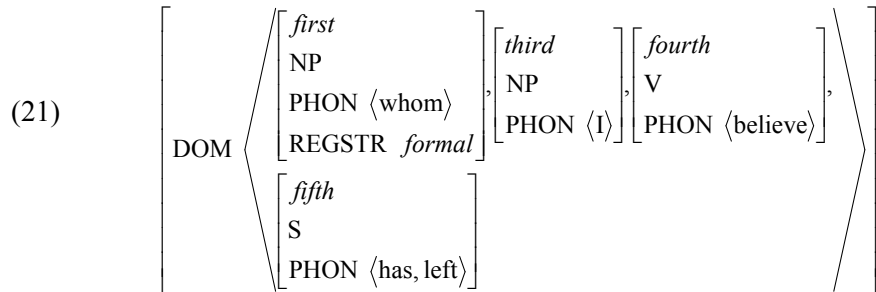 (21) [DOM ⟨[first NP PHON ⟨whom⟩ REGSTR formal], [third NP PHON ⟨I⟩], [fourth V PHON ⟨believe⟩],
[fifth S PHON ⟨has, left⟩]⟩]